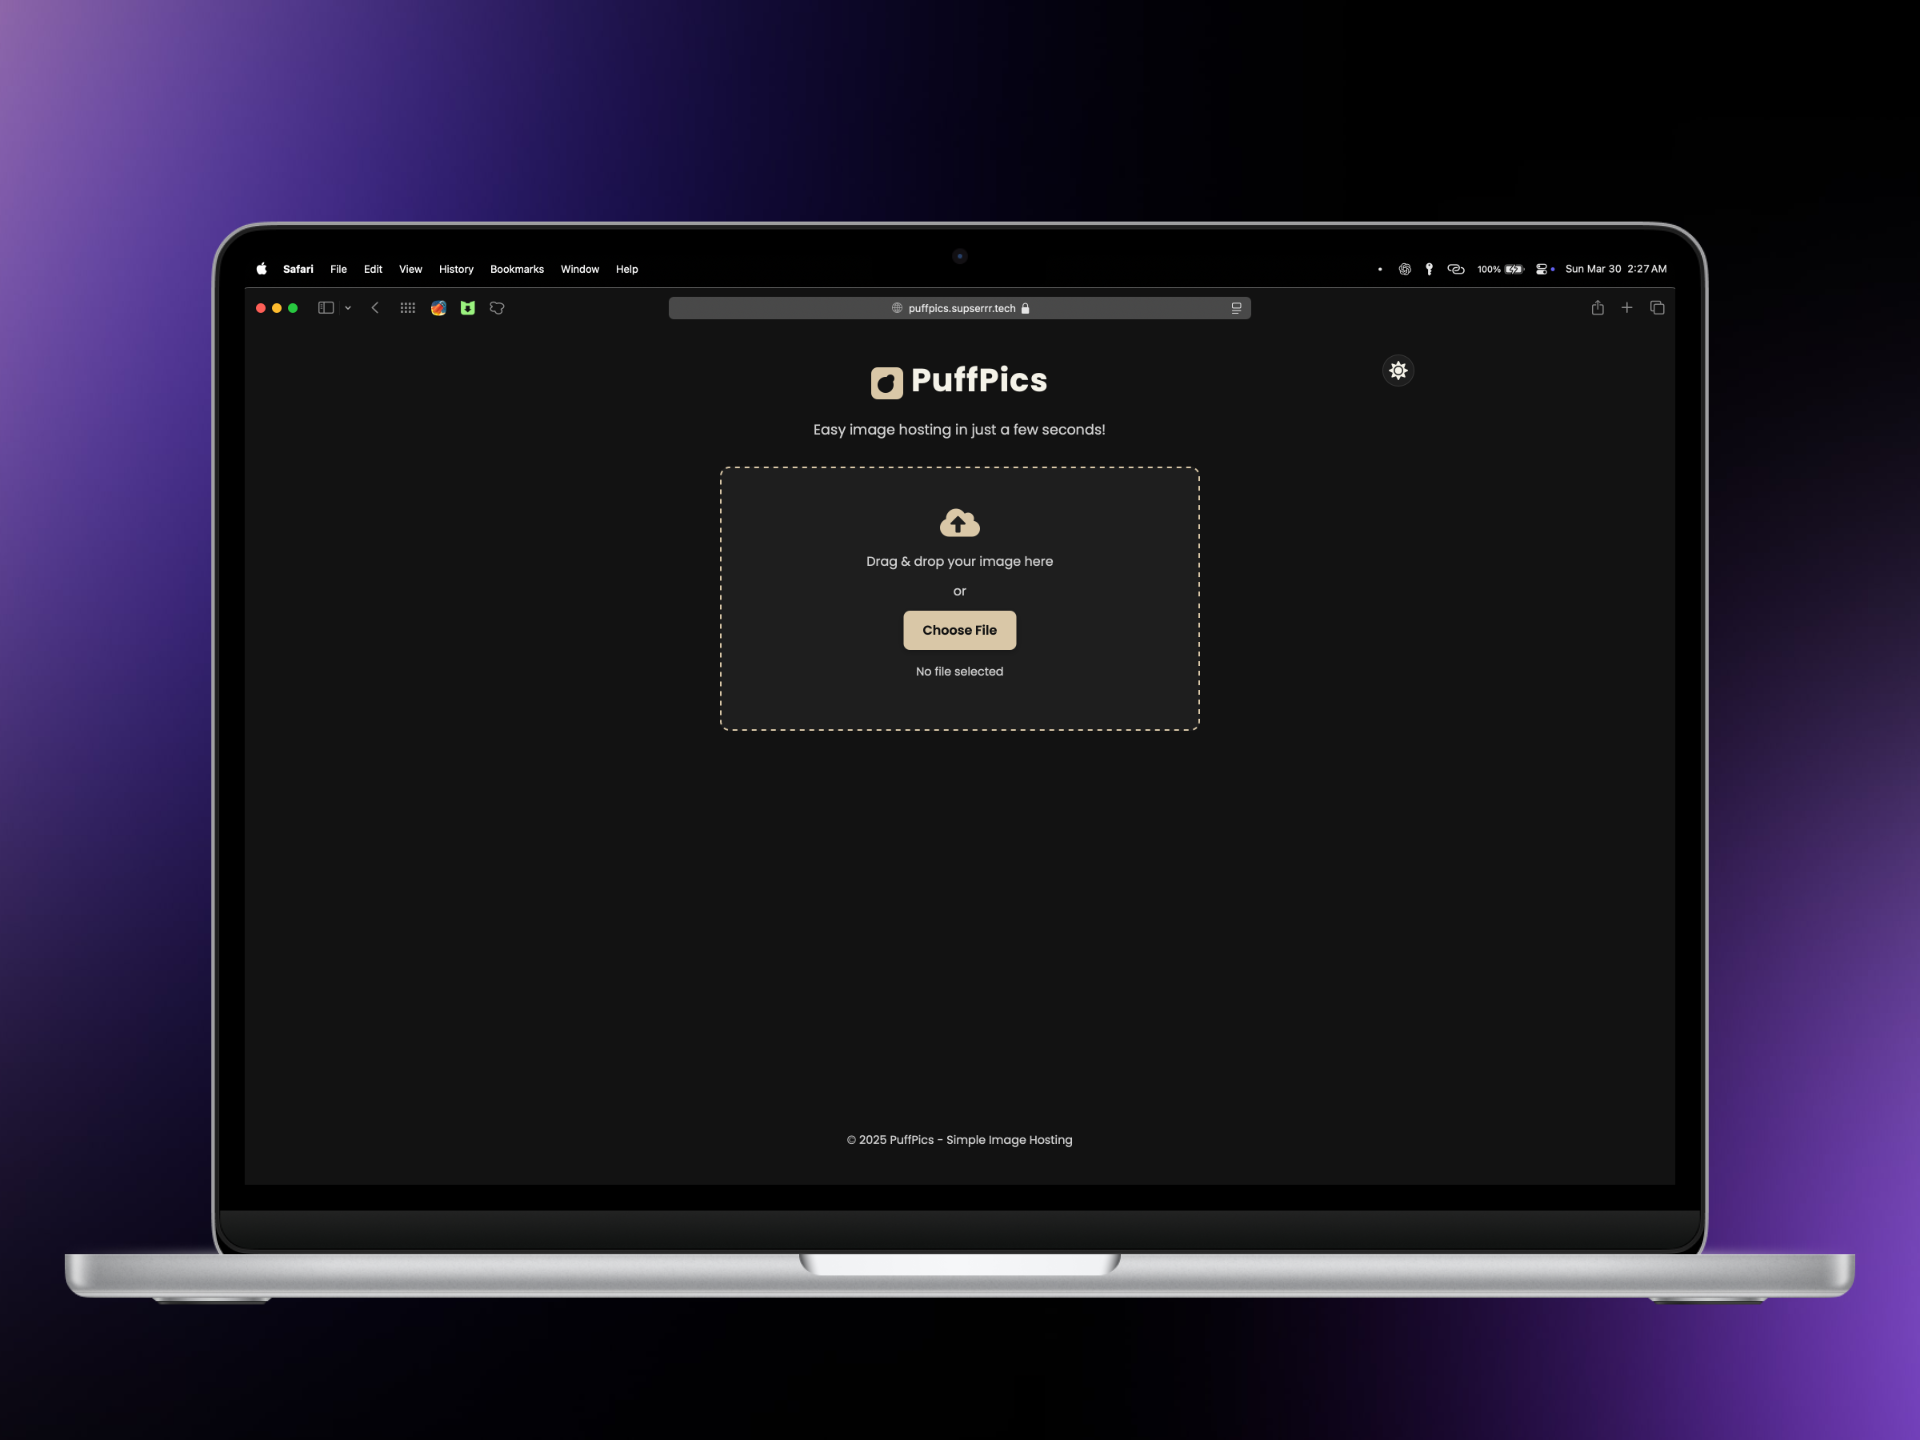 Safari File Edit View History Bookmarks Window Help 100% Sun Mar 30 2:27 AM
puffpics.supserrr.tech
PuffPics
Easy image hosting in just a few seconds!
Drag & drop your image here
or
Choose File
No file selected
© 2025 PuffPics - Simple Image Hosting